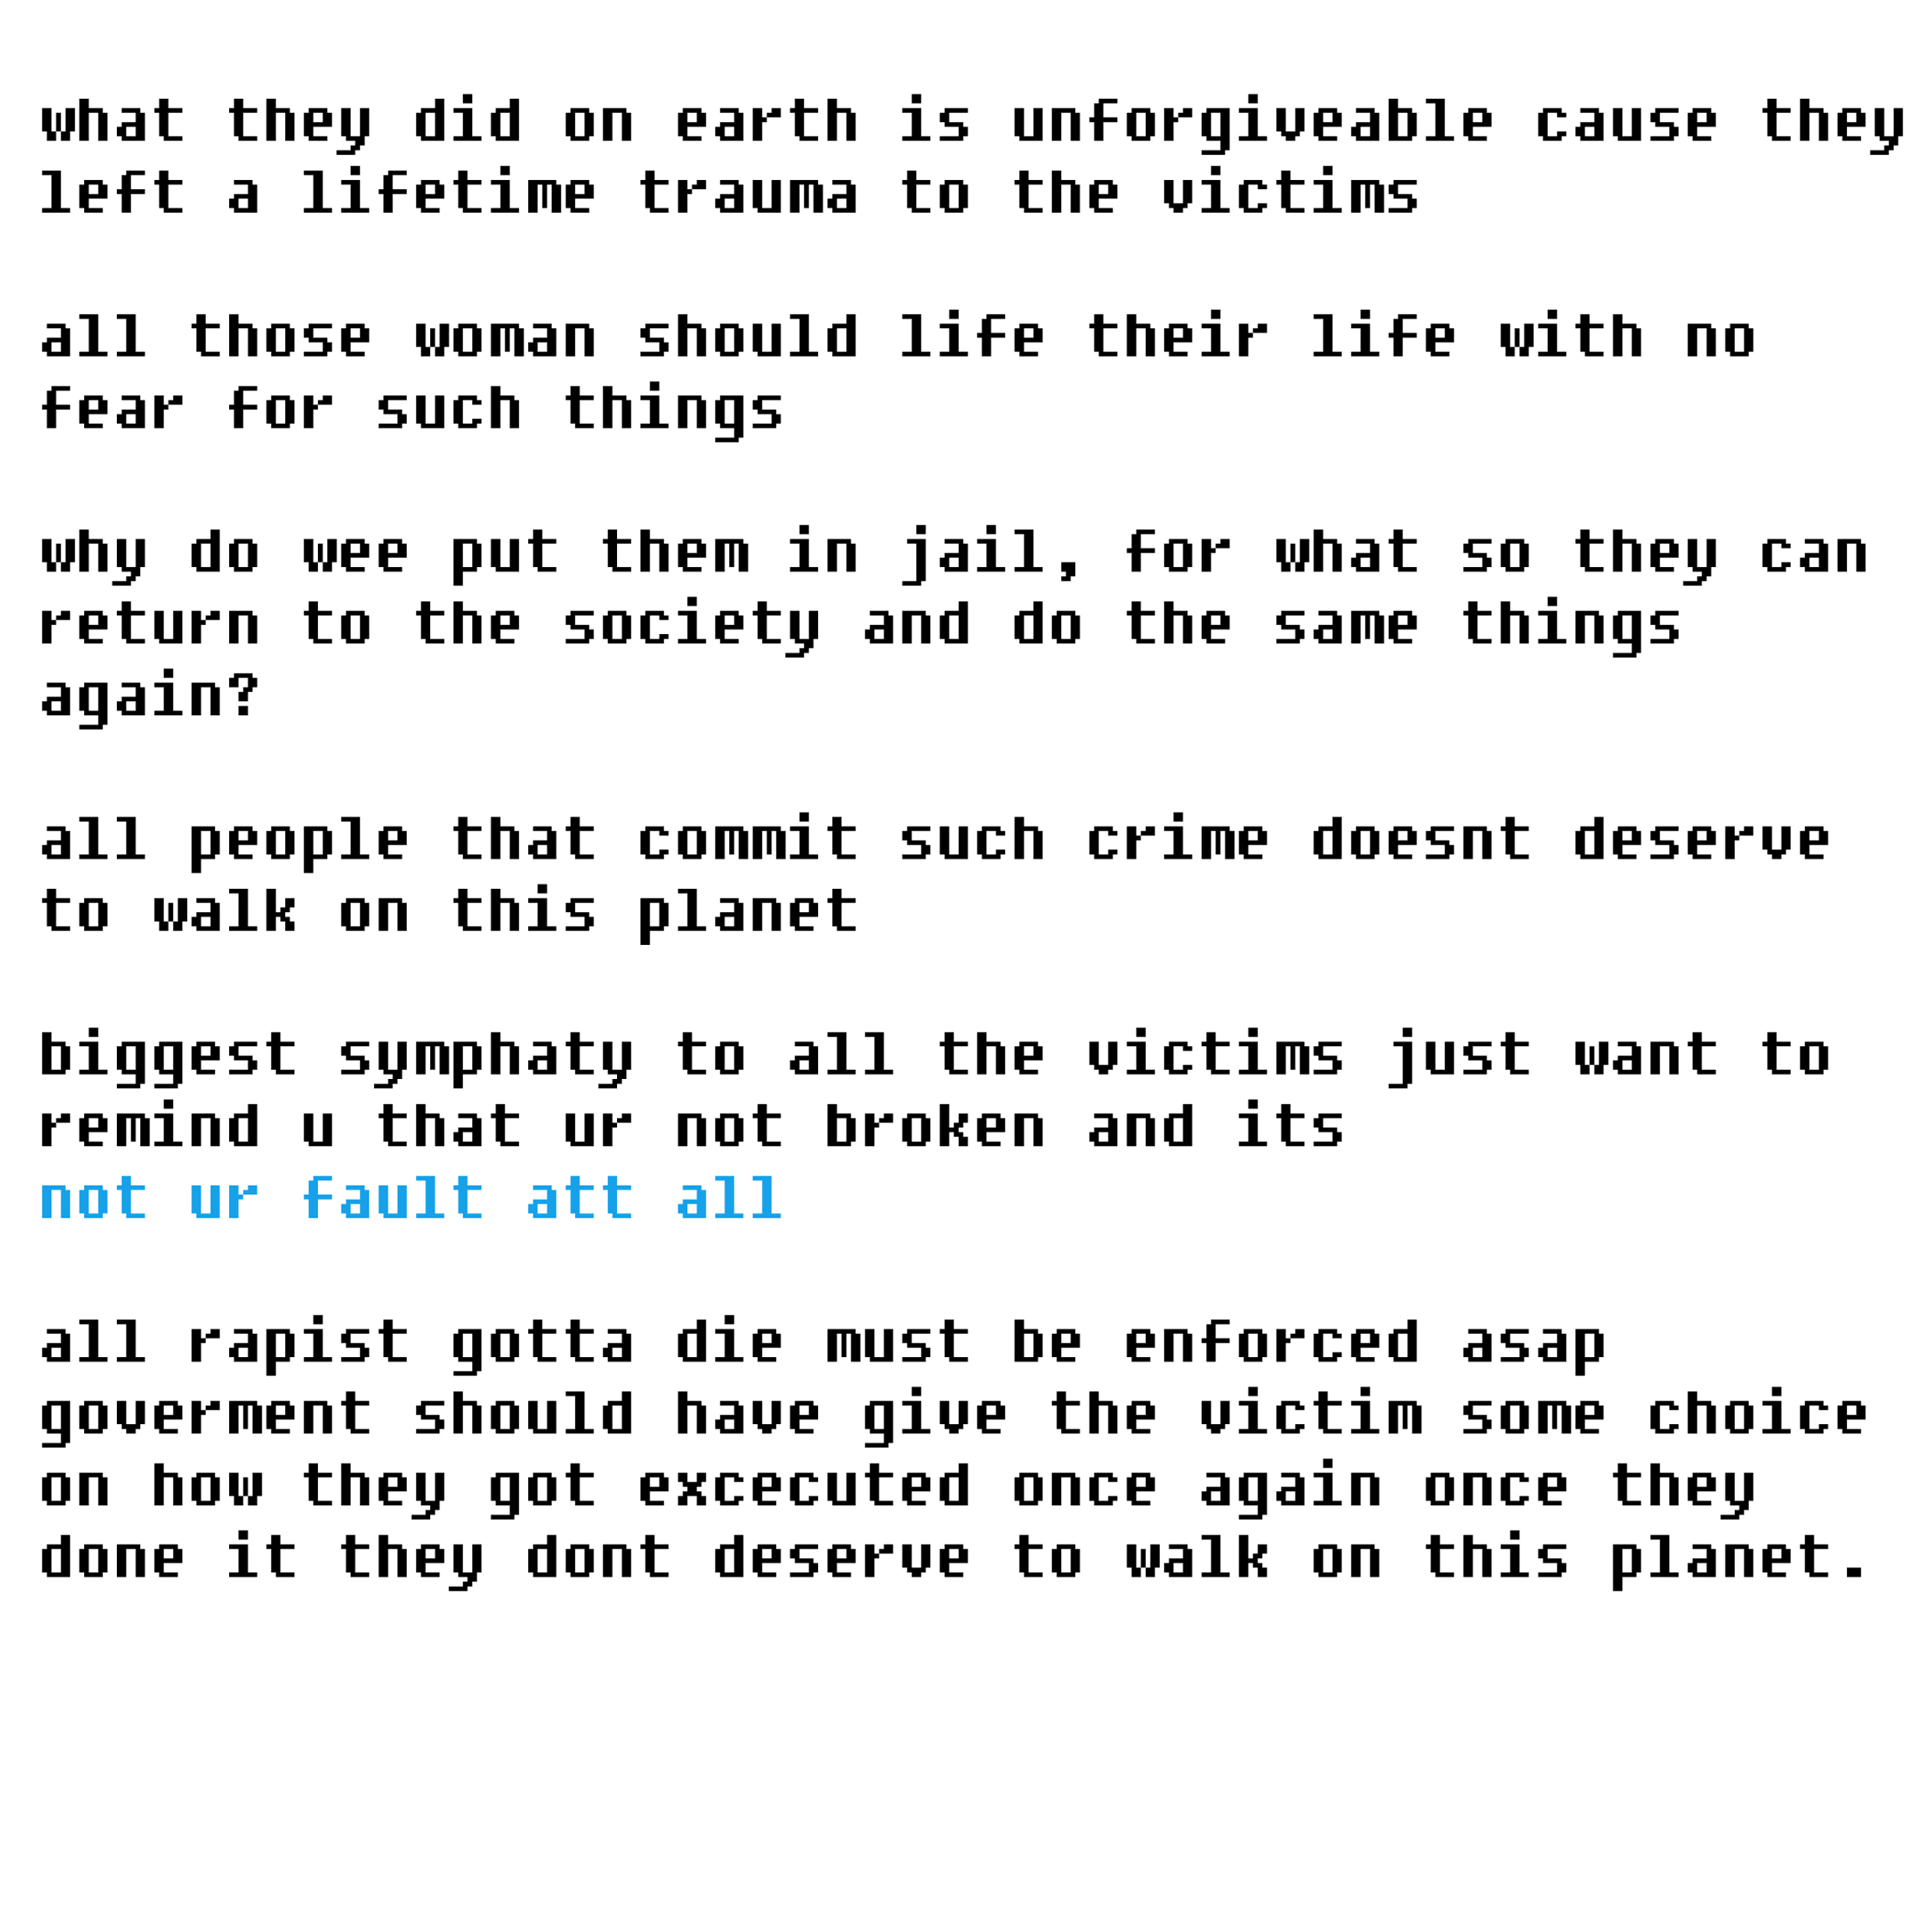 what they did on earth is unforgiveable cause they
left a lifetime trauma to the victims
all those woman should life their life with no
fear for such things
why do wee put them in jail, for what so they can
return to the society and do the same things
again?
all people that commit such crime doesnt deserve
to walk on this planet
biggest symphaty to  all the victims just want to
remind u that ur not broken and its
not ur fault att all
all rapist gotta die must be enforced asap
goverment should have give the victim some choice
on how they got excecuted once again once they
done it they dont deserve to walk on this planet.